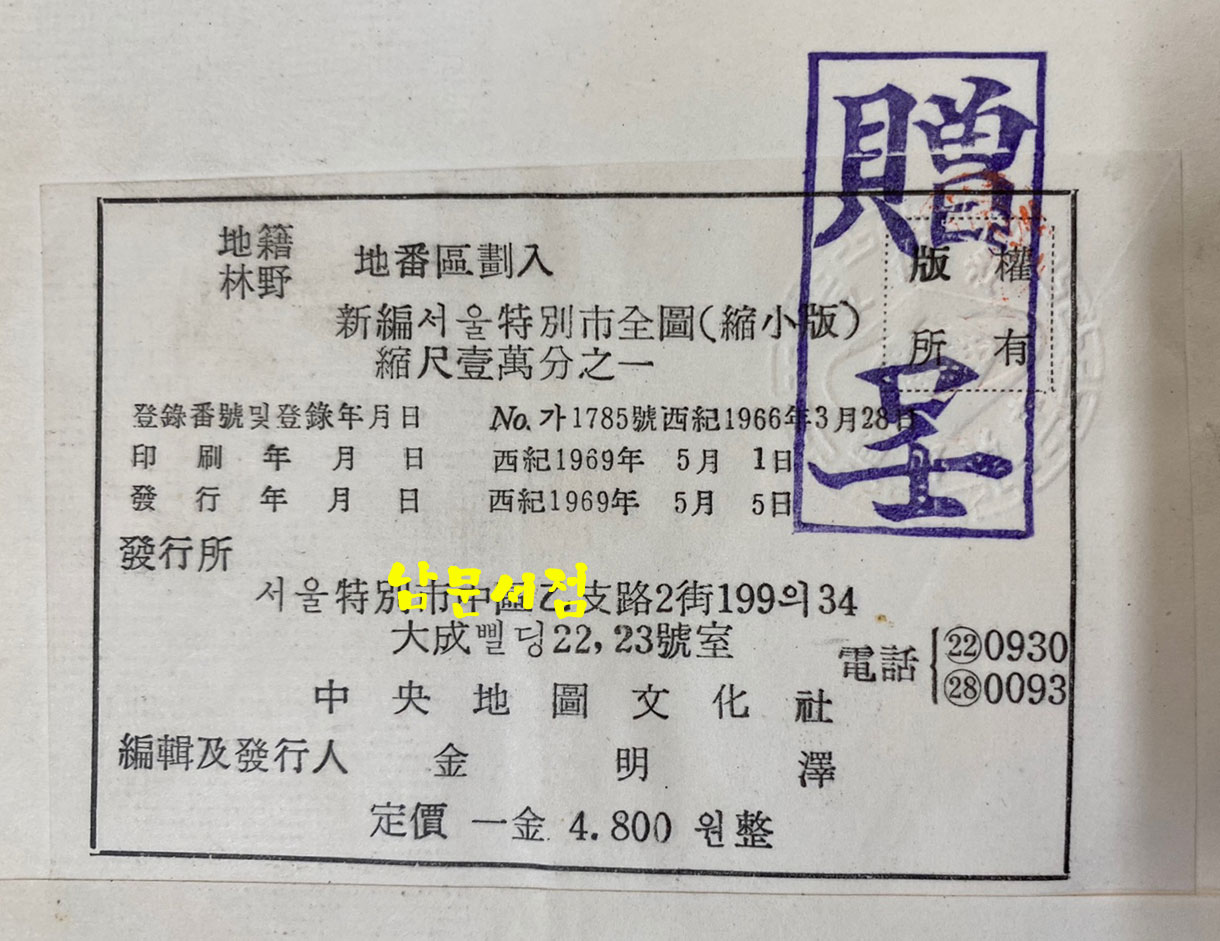 贈呈
地籍
林野
地番區劃入
版權
所有
新編서울特別市全圖(縮小版)
縮尺壹萬分之一
登錄番號및登錄年月日 No. 가1785號西紀1966年3月28日
印刷年月日 西紀1969年 5月 1日
發行年月日 西紀1969年 5月 5日
發行所
서울特別市中區乙支路2街199의34
남문서점
大成삘딩22, 23號室
電話 ㉒0930
㉘0093
中央地圖文化社
編輯及發行人 金明澤
定價 一金 4.800 원整